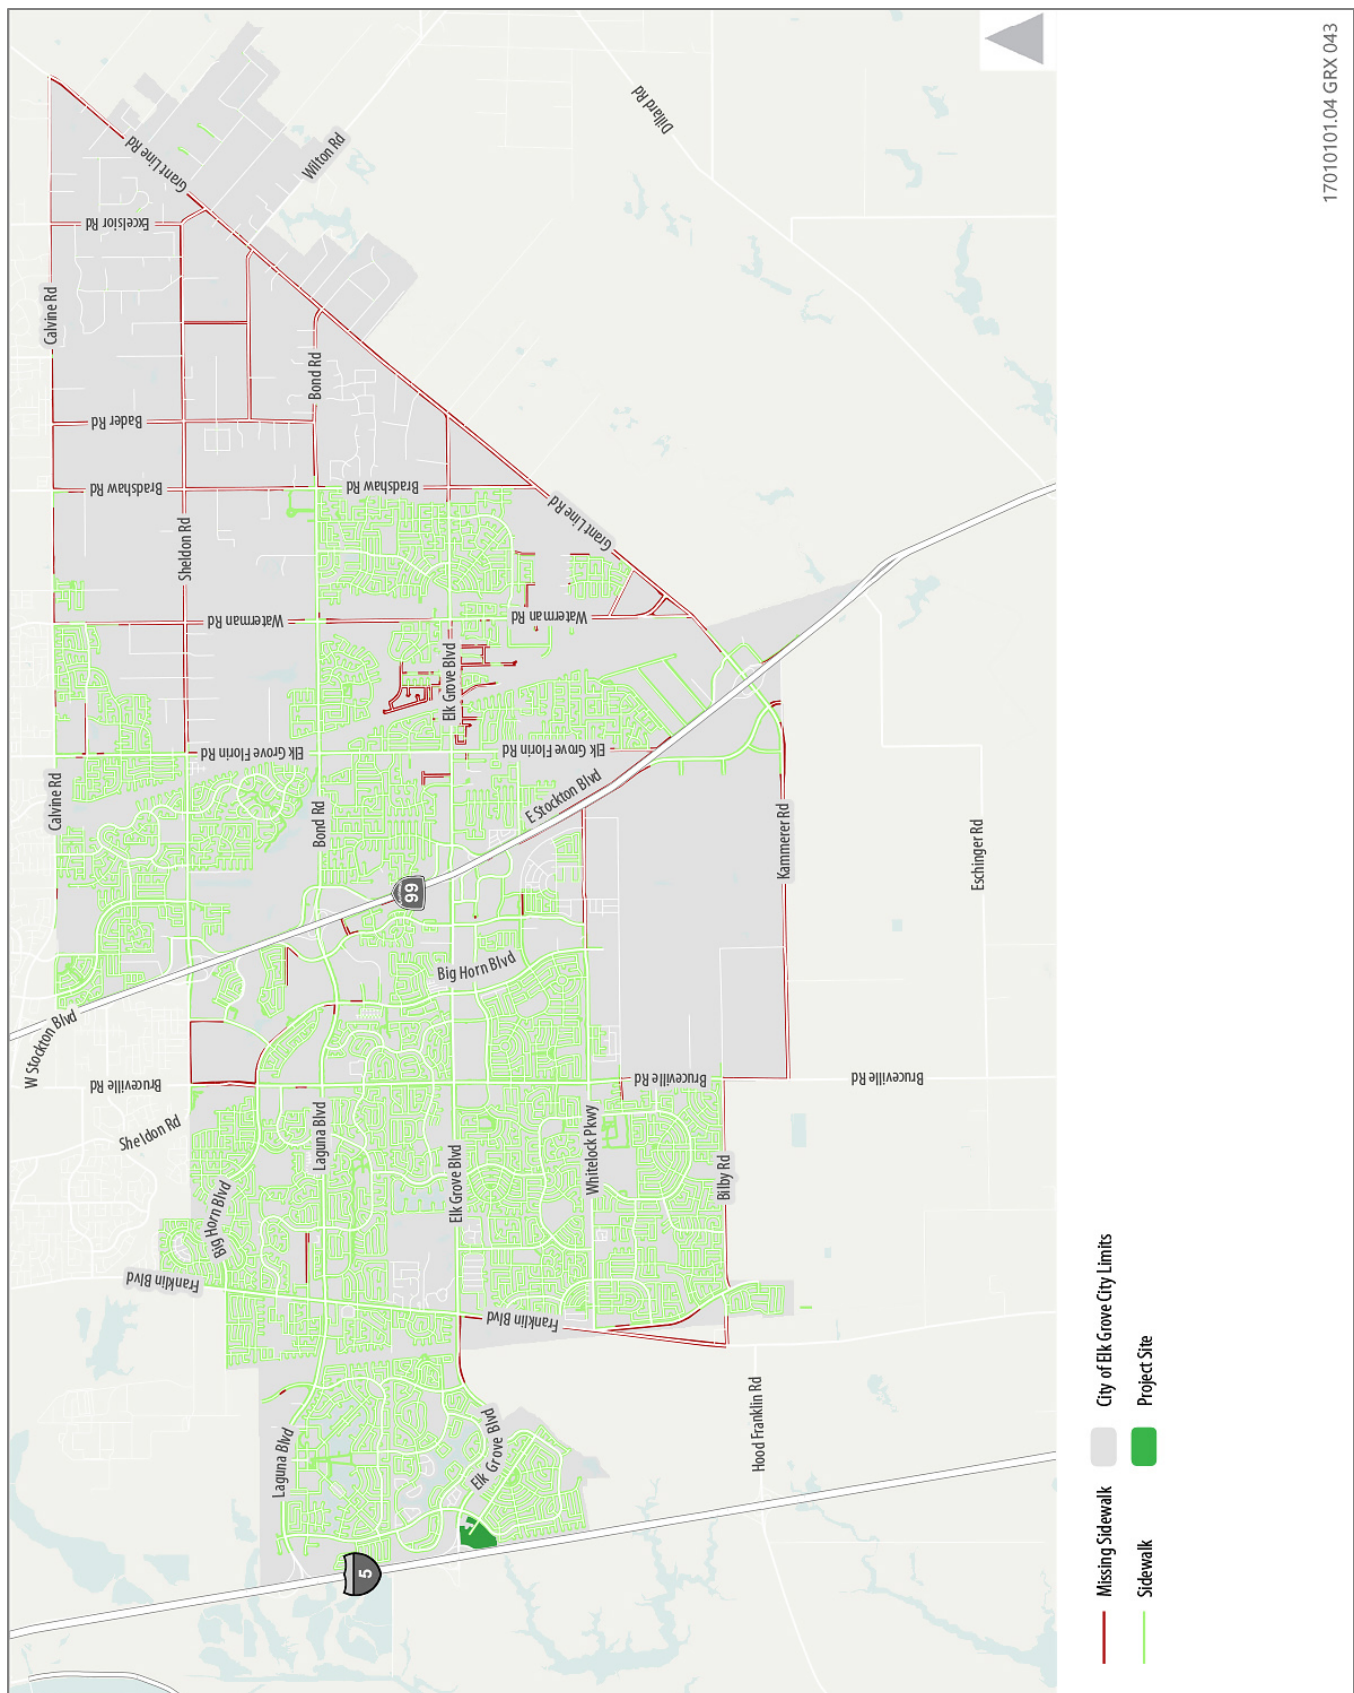 Calvine Rd
Excelsior Rd
Grant Line Rd
Wilton Rd
Dillard Rd
Bader Rd
Bond Rd
Bradshaw Rd
Bradshaw Rd
Sheldon Rd
Grant Line Rd
Waterman Rd
Waterman Rd
Elk Grove Blvd
Elk Grove Florin Rd
Elk Grove Florin Rd
Calvine Rd
Bond Rd
E Stockton Blvd
Kammerer Rd
Eschinger Rd
99
Big Horn Blvd
W Stockton Blvd
Bruceville Rd
Bruceville Rd
Bruceville Rd
Sheldon Rd
Laguna Blvd
Elk Grove Blvd
Whitelock Pkwy
Bilby Rd
Big Horn Blvd
Franklin Blvd
Franklin Blvd
Hood Franklin Rd
Laguna Blvd
Elk Grove Blvd
5
Missing Sidewalk
Sidewalk
City of Elk Grove City Limits
Project Site
17010101.04 GRX 043